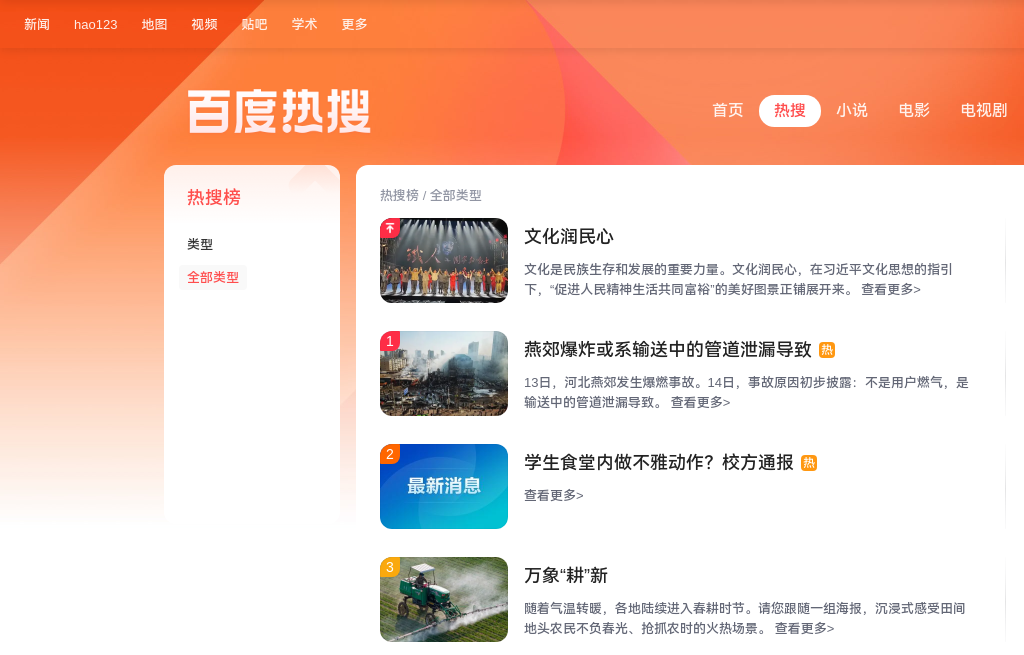 新闻 hao123 地图 视频 贴吧 学术 更多
百度热搜
首页 热搜 小说 电影 电视剧
热搜榜
类型
全部类型
热搜榜 / 全部类型
文化润民心
文化是民族生存和发展的重要力量。文化润民心，在习近平文化思想的指引
下，“促进人民精神生活共同富裕”的美好图景正铺展开来。 查看更多>
1
燕郊爆炸或系输送中的管道泄漏导致 热
13日，河北燕郊发生爆燃事故。14日，事故原因初步披露：不是用户燃气，是
输送中的管道泄漏导致。 查看更多>
2
最新消息
学生食堂内做不雅动作？校方通报 热
查看更多>
3
万象“耕”新
随着气温转暖，各地陆续进入春耕时节。请您跟随一组海报，沉浸式感受田间
地头农民不负春光、抢抓农时的火热场景。 查看更多>